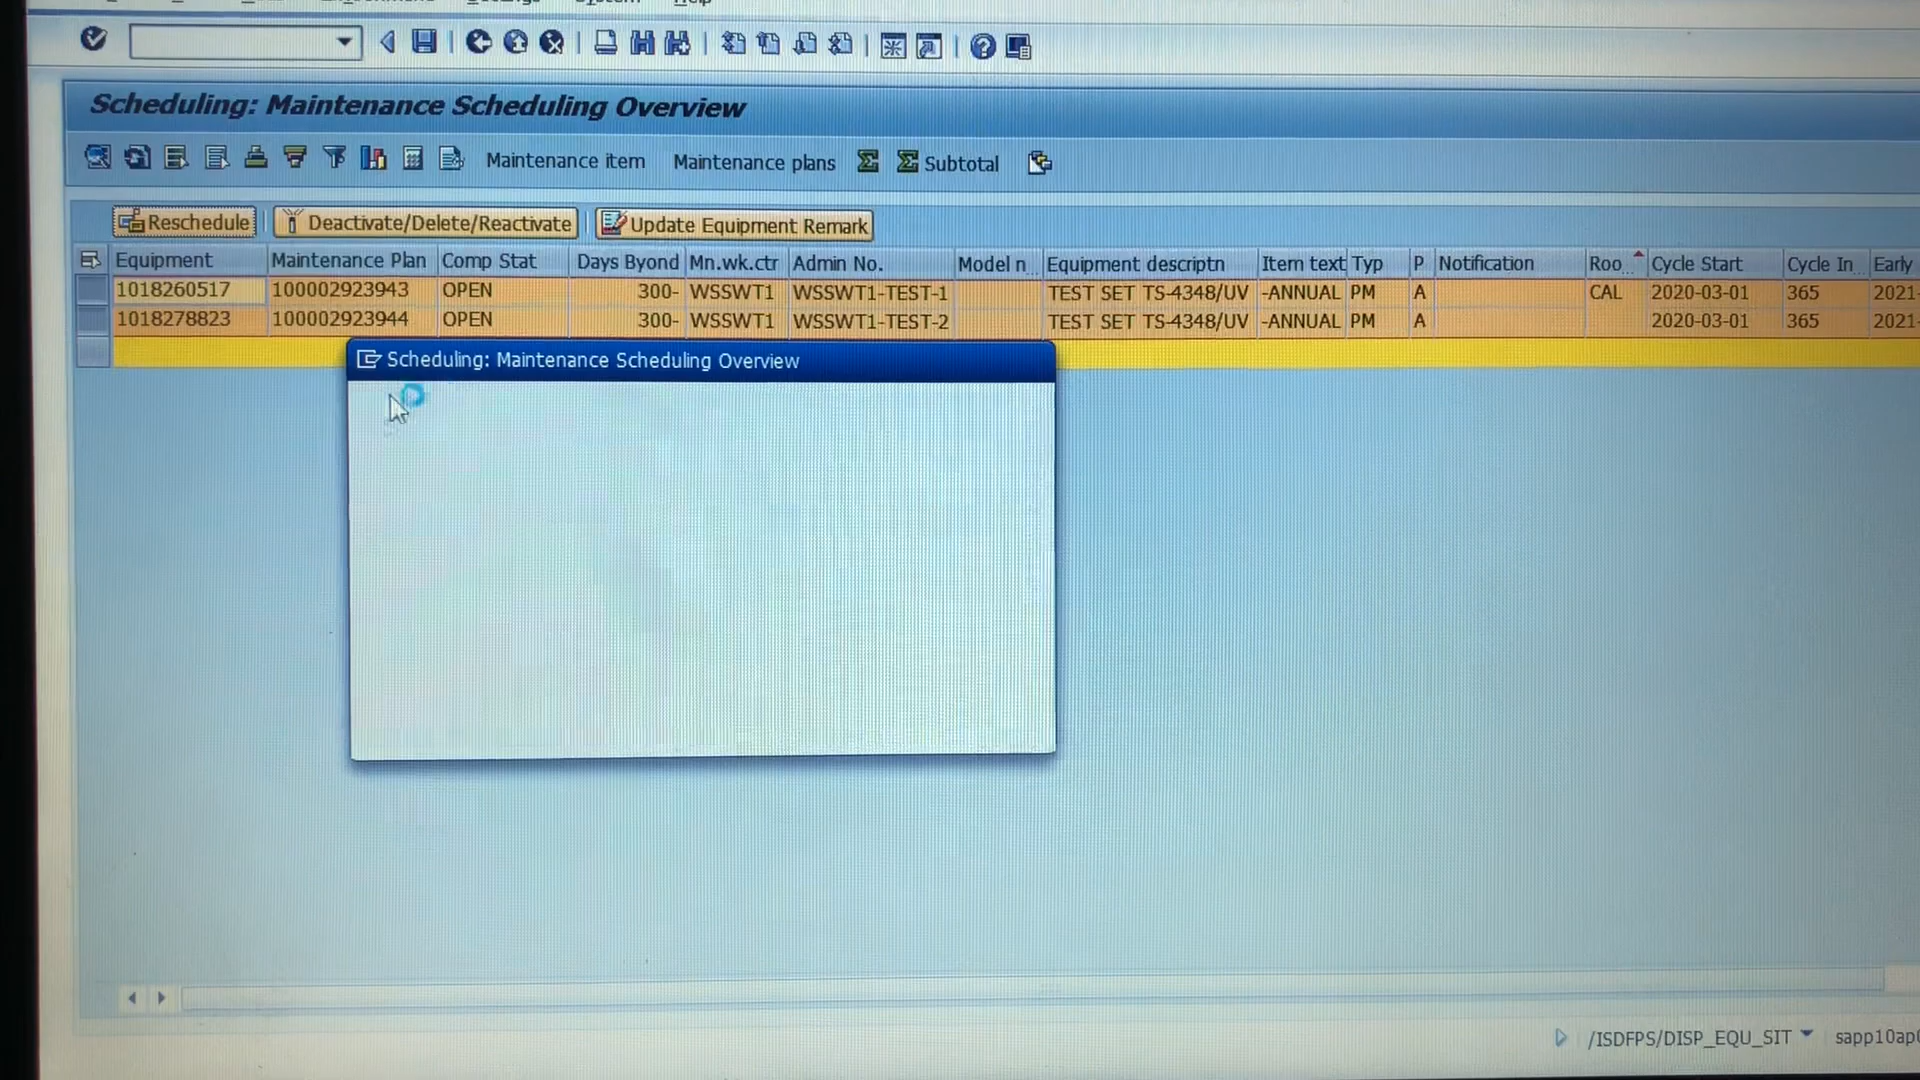 Help
Scheduling: Maintenance Scheduling Overview
Maintenance item Maintenance plans Subtotal
Reschedule Deactivate/Delete/Reactivate Update Equipment Remark
Equipment Maintenance Plan Comp Stat Days Byond Mn.wk.ctr Admin No. Model n... Equipment descriptn Item text Typ P Notification Roo... Cycle Start Cycle In... Early
1018260517 100002923943 OPEN 300- WSSWT1 WSSWT1-TEST-1 TEST SET TS-4348/UV -ANNUAL PM A CAL 2020-03-01 365 2021-
1018278823 100002923944 OPEN 300- WSSWT1 WSSWT1-TEST-2 TEST SET TS-4348/UV -ANNUAL PM A 2020-03-01 365 2021-
Scheduling: Maintenance Scheduling Overview
/ISDFPS/DISP_EQU_SIT sapp10ap